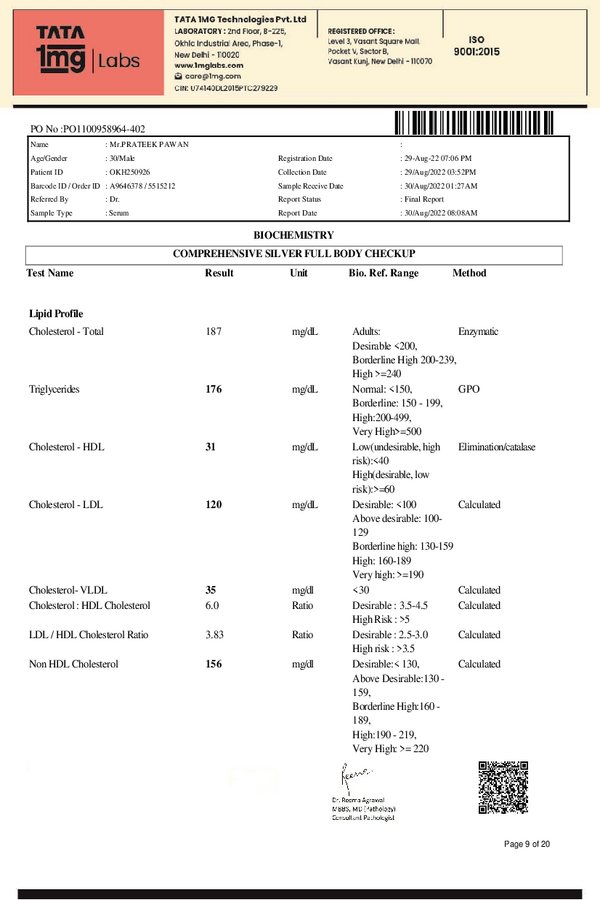 TATA
1mg Labs
TATA 1MG Technologies Pvt. Ltd
LABORATORY : 2nd Floor, B-225,
Okhla Industrial Area, Phase-1,
New Delhi - 110020
www.1mglabs.com
care@1mg.com
CIN: U74140DL2015PTC279229
REGISTERED OFFICE :
Level 3, Vasant Square Mall,
Pocket V, Sector B,
Vasant Kunj, New Delhi - 110070
ISO
9001:2015
PO No :PO1100958964-402
Name : Mr.PRATEEK PAWAN :
Age/Gender : 30/Male Registration Date : 29-Aug-22 07:06 PM
Patient ID : OKH250926 Collection Date : 29/Aug/2022 03:52PM
Barcode ID / Order ID : A9646378 / 5515212 Sample Receive Date : 30/Aug/2022 01:27AM
Referred By : Dr. Report Status : Final Report
Sample Type : Serum Report Date : 30/Aug/2022 08:08AM
BIOCHEMISTRY
COMPREHENSIVE SILVER FULL BODY CHECKUP
Test Name Result Unit Bio. Ref. Range Method
Lipid Profile
Cholesterol - Total 187 mg/dL Adults: Enzymatic
Desirable <200,
Borderline High 200-239,
High >=240
Triglycerides 176 mg/dL Normal: <150, GPO
Borderline: 150 - 199,
High:200-499,
Very High>=500
Cholesterol - HDL 31 mg/dL Low(undesirable, high Elimination/catalase
risk):<40
High(desirable, low
risk):>=60
Cholesterol - LDL 120 mg/dL Desirable: <100 Calculated
Above desirable: 100-
129
Borderline high: 130-159
High: 160-189
Very high: >=190
Cholesterol- VLDL 35 mg/dl <30 Calculated
Cholesterol : HDL Cholesterol 6.0 Ratio Desirable : 3.5-4.5 Calculated
High Risk : >5
LDL / HDL Cholesterol Ratio 3.83 Ratio Desirable : 2.5-3.0 Calculated
High risk : >3.5
Non HDL Cholesterol 156 mg/dl Desirable:< 130, Calculated
Above Desirable:130 -
159,
Borderline High:160 -
189,
High:190 - 219,
Very High: >= 220
Reema
Dr. Reema Agrawal
MBBS, MD (Pathology)
Consultant Pathologist
Page 9 of 20